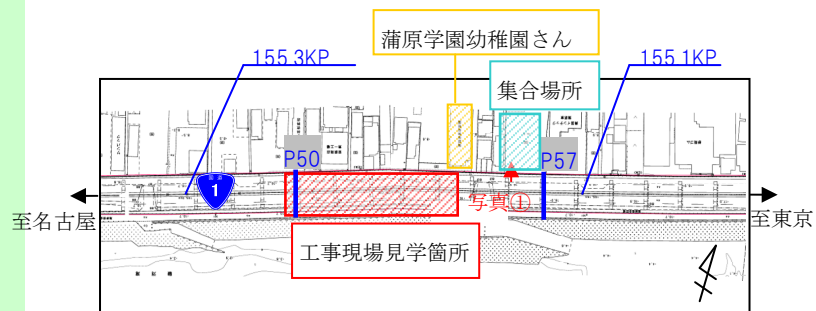 蒲原学園幼稚園さん
155.3KP
集合場所
155.1KP
P50
P57
1
写真①
至名古屋
至東京
工事現場見学箇所